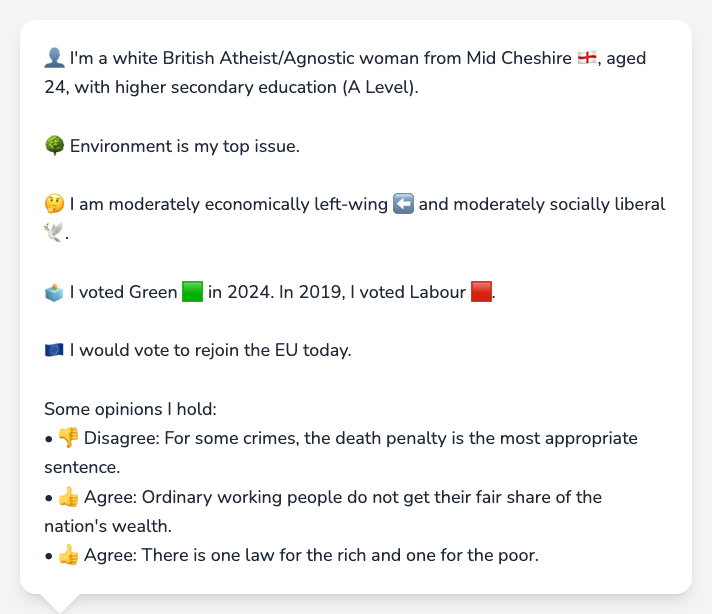 👤 I'm a white British Atheist/Agnostic woman from Mid Cheshire 🏴󠁧󠁢󠁥󠁮󠁧󠁿, aged
24, with higher secondary education (A Level).
🌳 Environment is my top issue.
🤔 I am moderately economically left-wing ⬅️ and moderately socially liberal
🕊️.
🗳️ I voted Green 🟩 in 2024. In 2019, I voted Labour 🟥.
🇪🇺 I would vote to rejoin the EU today.
Some opinions I hold:
• 👎 Disagree: For some crimes, the death penalty is the most appropriate
sentence.
• 👍 Agree: Ordinary working people do not get their fair share of the
nation's wealth.
• 👍 Agree: There is one law for the rich and one for the poor.